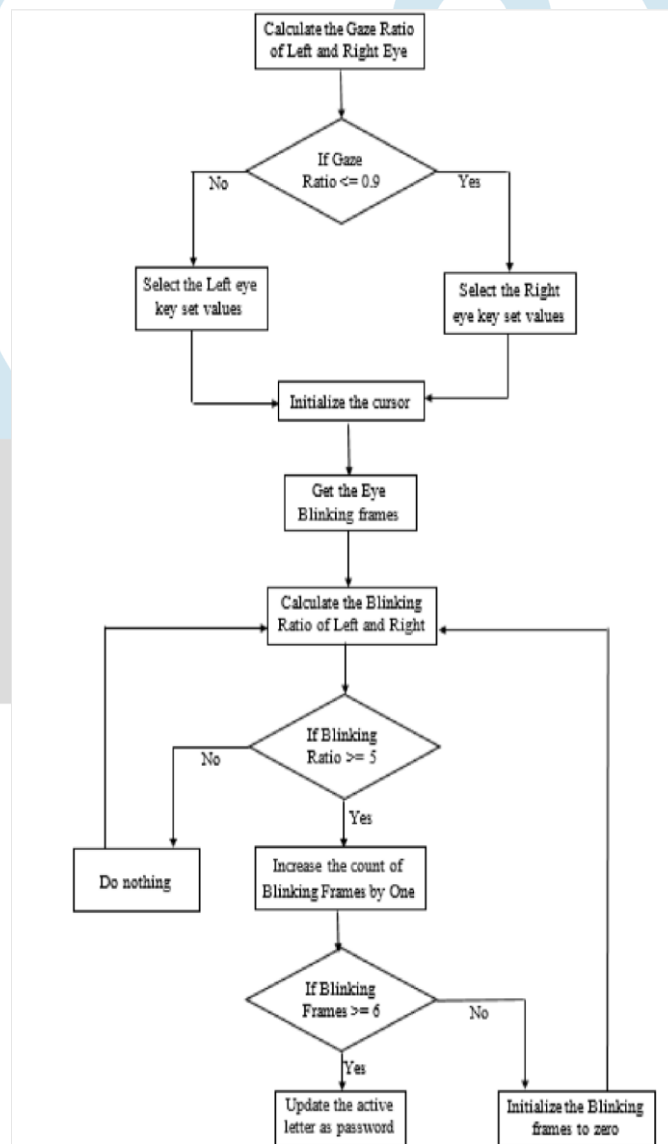 Calculate the Gaze Ratio
of Left and Right Eye
If Gaze
Ratio <= 0.9
No
Yes
Select the Left eye
key set values
Select the Right
eye key set values
Initialize the cursor
Get the Eye
Blinking frames
Calculate the Blinking
Ratio of Left and Right
If Blinking
Ratio >= 5
No
Yes
Do nothing
Increase the count of
Blinking Frames by One
If Blinking
Frames >= 6
No
Yes
Update the active
letter as password
Initialize the Blinking
frames to zero